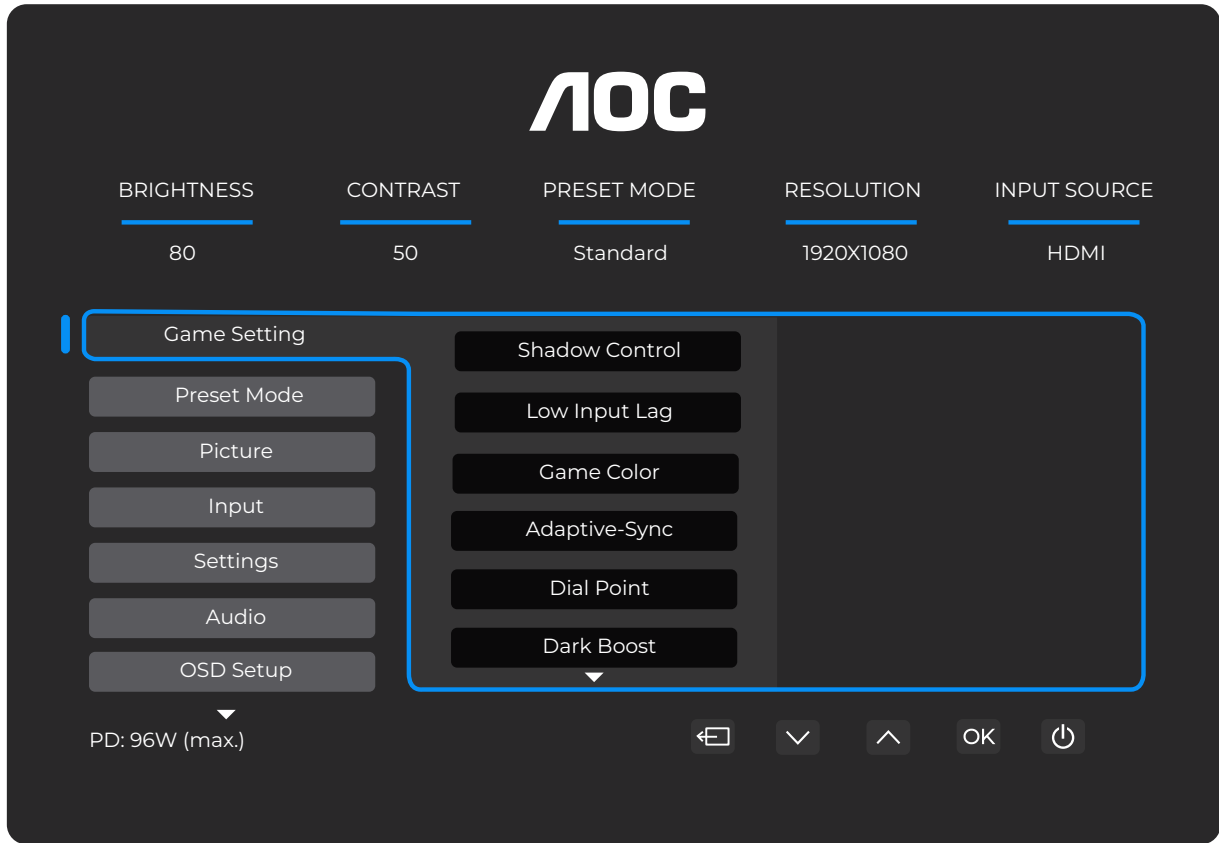 AOC
BRIGHTNESS CONTRAST PRESET MODE RESOLUTION INPUT SOURCE
80 50 Standard 1920X1080 HDMI
Game Setting
Preset Mode
Picture
Input
Settings
Audio
OSD Setup
Shadow Control
Low Input Lag
Game Color
Adaptive-Sync
Dial Point
Dark Boost
PD: 96W (max.)
OK